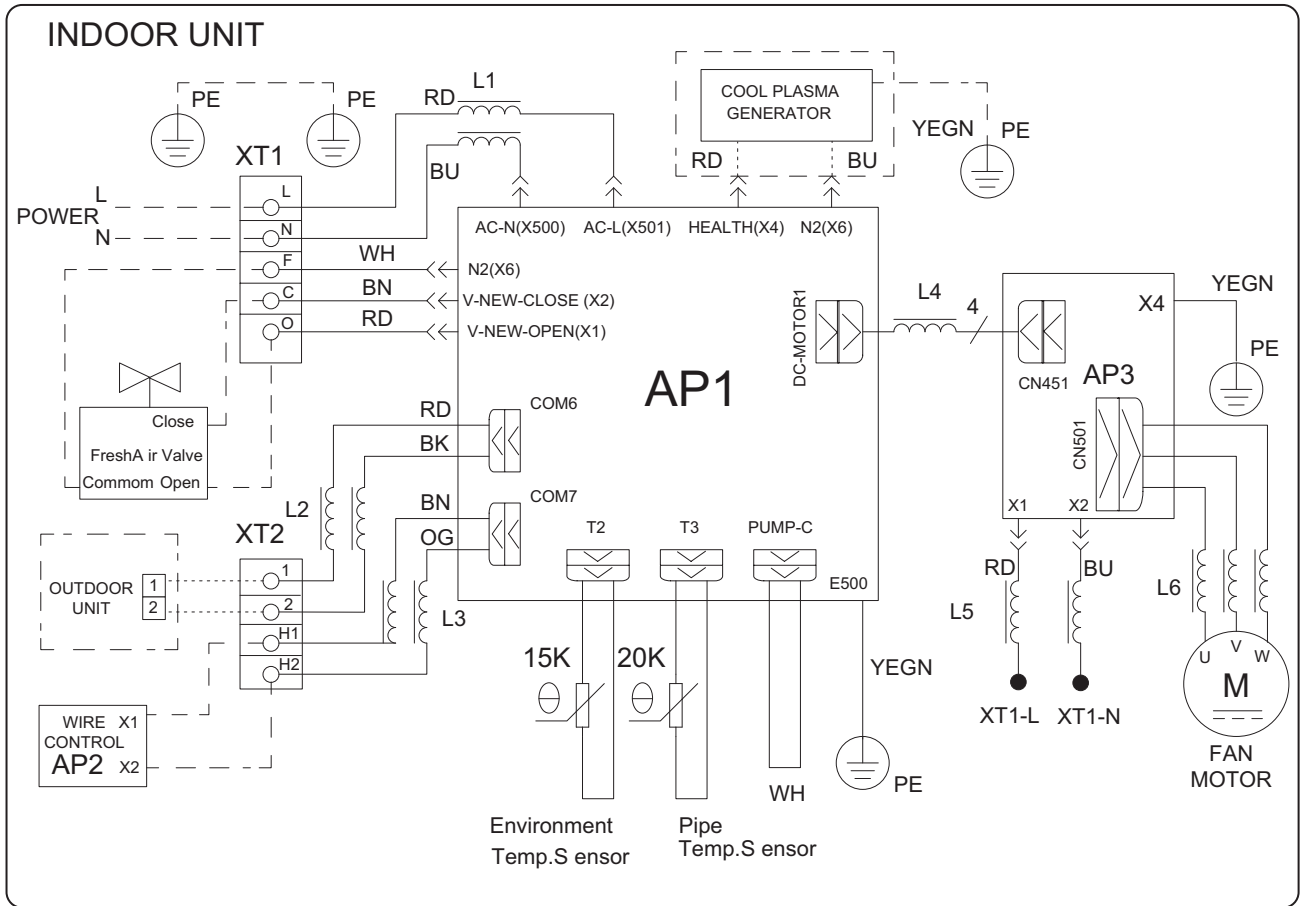 INDOOR UNIT
PE
PE
RD
L1
BU
XT1
L
N
F
C
O
L
POWER
N
COOL PLASMA
GENERATOR
RD
BU
YEGN
PE
AC-N(X500)
AC-L(X501)
HEALTH(X4)
N2(X6)
WH
BN
RD
N2(X6)
V-NEW-CLOSE (X2)
V-NEW-OPEN(X1)
AP1
DC-MOTOR1
L4
4
CN451
X4
YEGN
PE
AP3
CN501
X1
X2
Close
FreshA ir Valve
Commom Open
RD
BK
COM6
BN
OG
COM7
L2
L3
XT2
1
2
H1
H2
OUTDOOR
UNIT
1
2
WIRE X1
CONTROL
AP2 X2
T2
T3
PUMP-C
E500
15K
20K
WH
YEGN
PE
Environment
Temp.S ensor
Pipe
Temp.S ensor
RD
BU
L5
XT1-L
XT1-N
L6
U
V
W
M
FAN
MOTOR